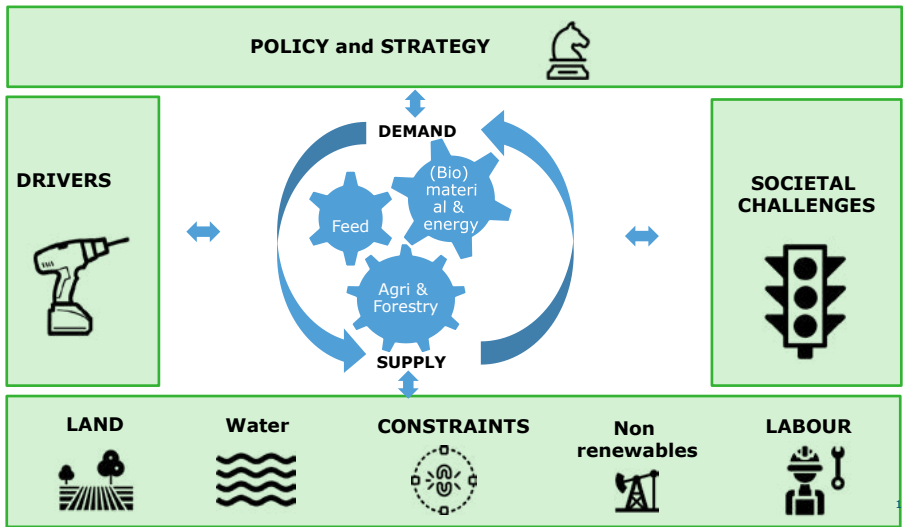 POLICY and STRATEGY
DEMAND
DRIVERS
(Bio)
materi
al &
energy
Feed
SOCIETAL
CHALLENGES
Agri &
Forestry
SUPPLY
LAND
Water
CONSTRAINTS
Non
renewables
LABOUR
1